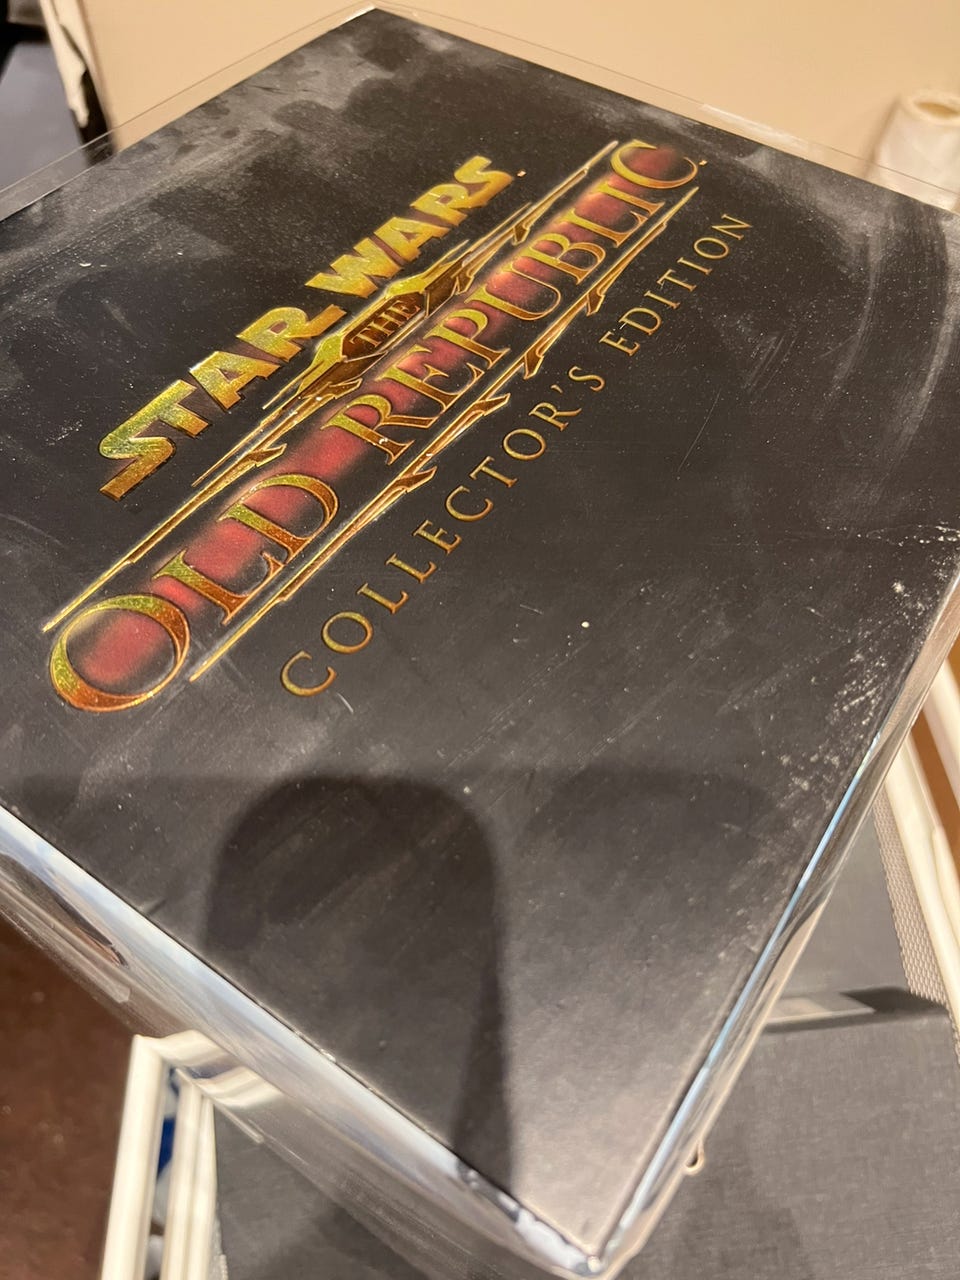 STAR WARS
THE
OLD REPUBLIC
COLLECTOR'S EDITION